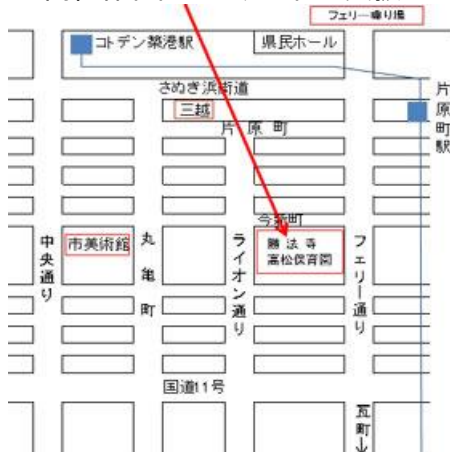 フェリー乗り場
コトデン築港駅
県民ホール
さぬき浜街道
三越
片原町
片原町駅
今新町
中央通り
市美術館
丸亀町
ライオン通り
勝法寺
高松保育園
フェリー通り
国道11号
瓦町→